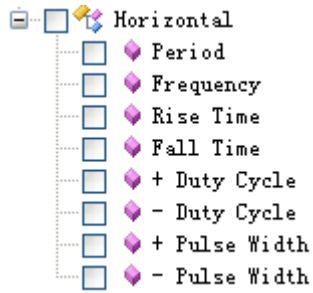 Horizontal
Period
Frequency
Rise Time
Fall Time
+ Duty Cycle
- Duty Cycle
+ Pulse Width
- Pulse Width